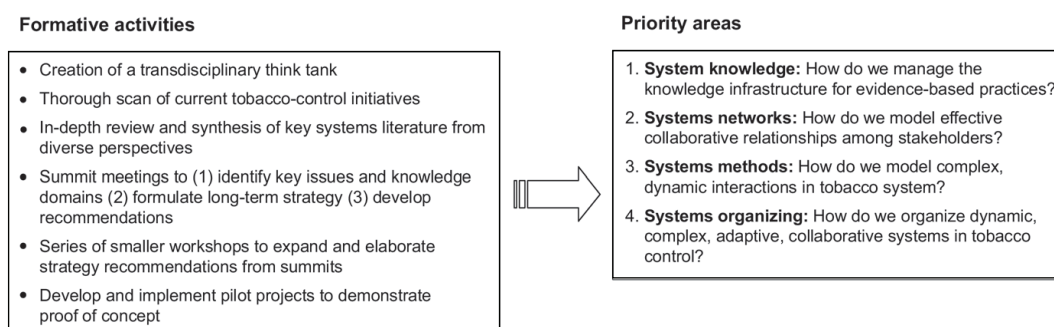 Formative activities
• Creation of a transdisciplinary think tank
• Thorough scan of current tobacco-control initiatives
• In-depth review and synthesis of key systems literature from
diverse perspectives
• Summit meetings to (1) identify key issues and knowledge
domains (2) formulate long-term strategy (3) develop
recommendations
• Series of smaller workshops to expand and elaborate
strategy recommendations from summits
• Develop and implement pilot projects to demonstrate
proof of concept
Priority areas
1. System knowledge: How do we manage the
knowledge infrastructure for evidence-based practices?
2. Systems networks: How do we model effective
collaborative relationships among stakeholders?
3. Systems methods: How do we model complex,
dynamic interactions in tobacco system?
4. Systems organizing: How do we organize dynamic,
complex, adaptive, collaborative systems in tobacco
control?